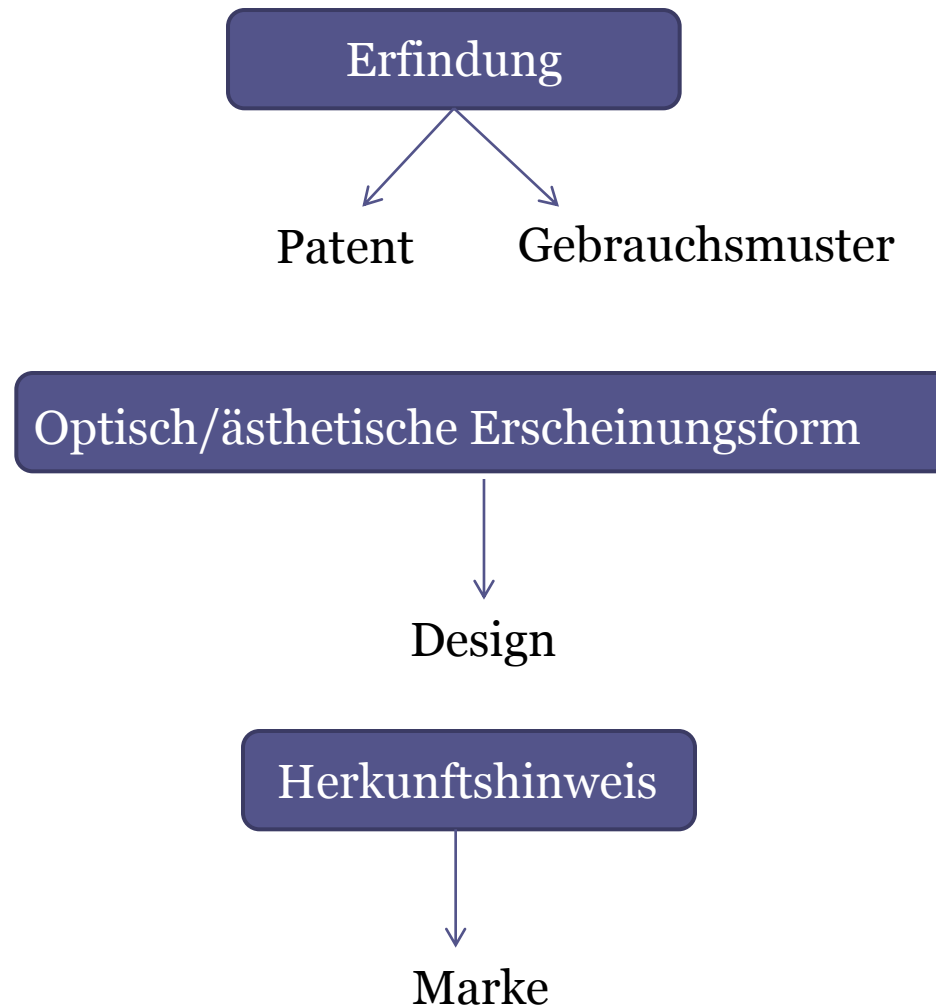 Erfindung
Patent Gebrauchsmuster
Optisch/ästhetische Erscheinungsform
Design
Herkunftshinweis
Marke